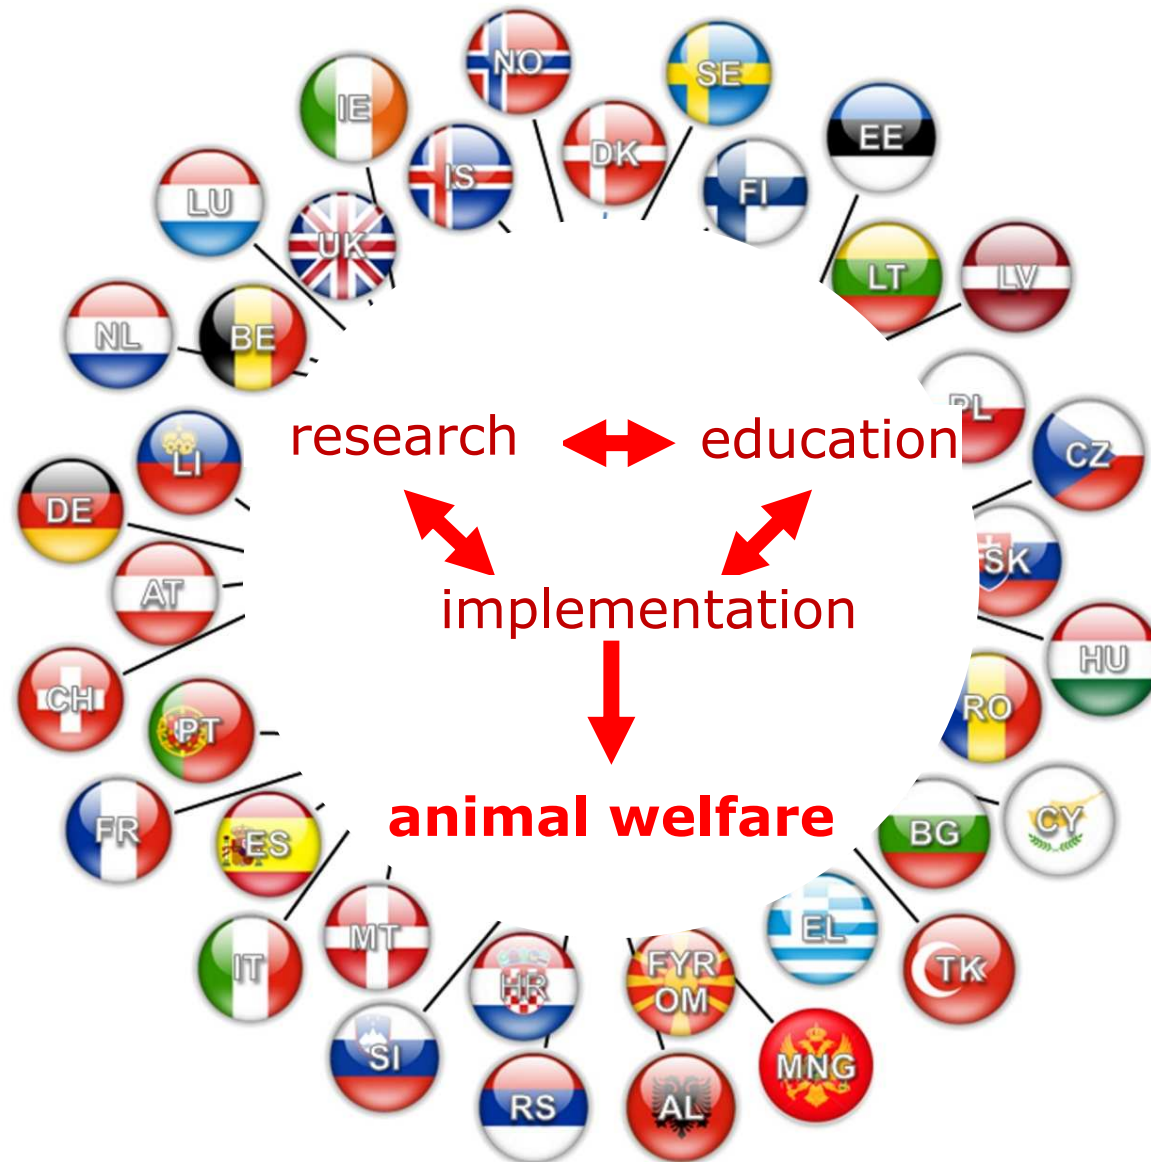 NO
SE
IE
EE
DK
IS
FI
LU
UK
LT
LV
NL
BE
PL
research
education
CZ
LI
DE
SK
AT
implementation
HU
CH
PT
RO
FR
ES
animal welfare
BG
CY
MT
EL
IT
HR
FYR
OM
TK
SI
MNG
RS
AL